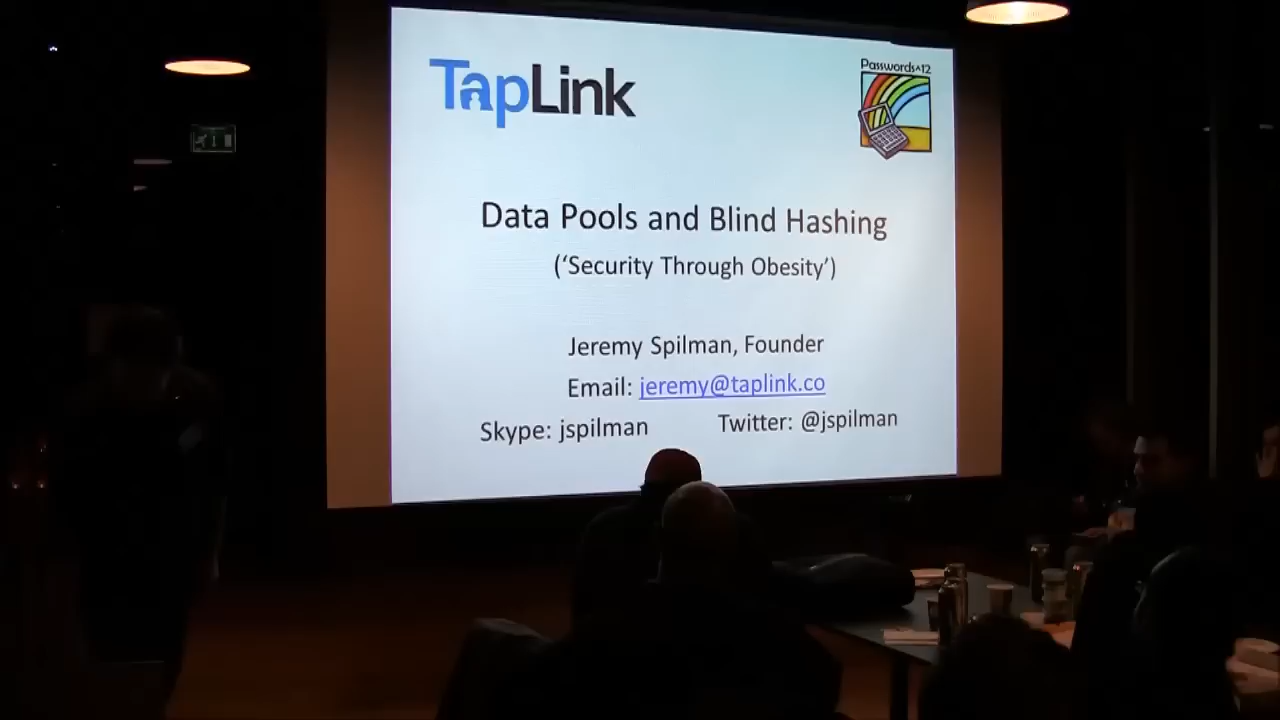 TapLink
Passwords^12
Data Pools and Blind Hashing
(‘Security Through Obesity’)
Jeremy Spilman, Founder
Email: jeremy@taplink.co
Skype: jspilman Twitter: @jspilman